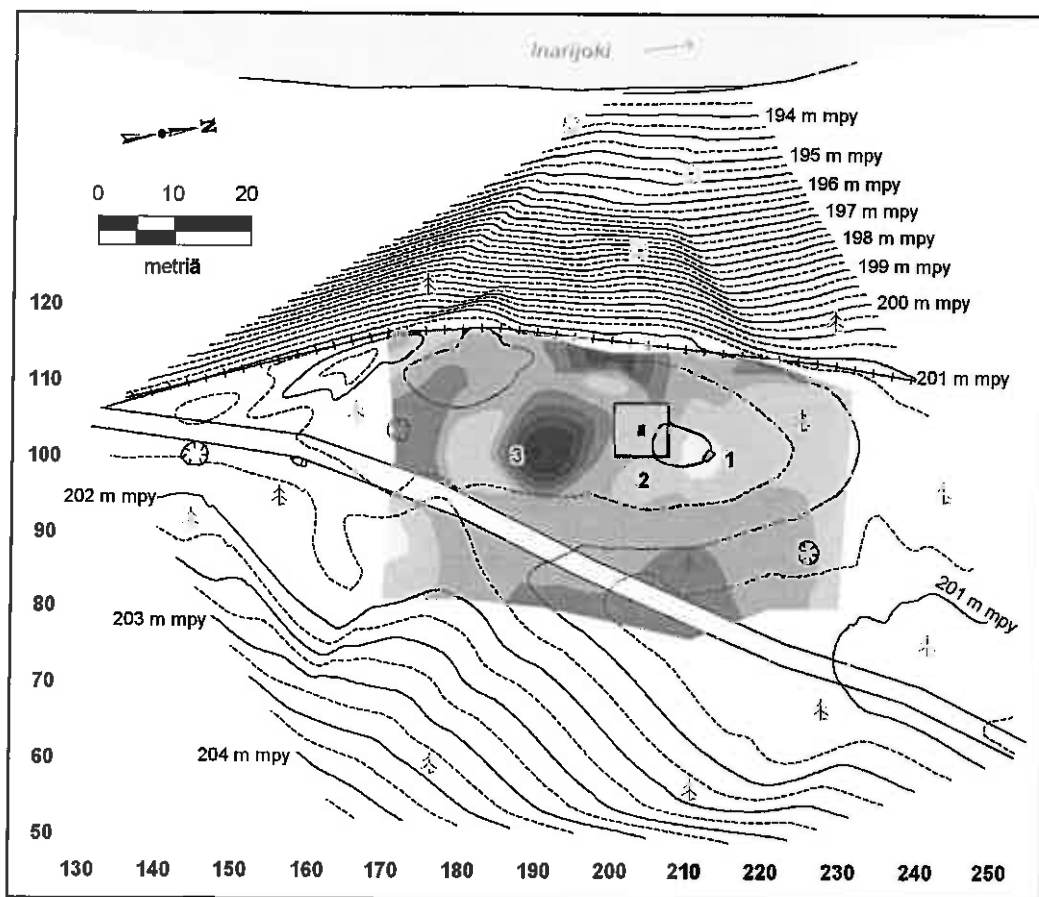 Inarijoki
N
194 m mpy
195 m mpy
196 m mpy
197 m mpy
198 m mpy
199 m mpy
200 m mpy
201 m mpy
0 10 20
metriä
120
110
100
90
80
70
60
50
3
2
1
202 m mpy
203 m mpy
204 m mpy
201 m mpy
130 140 150 160 170 180 190 200 210 220 230 240 250